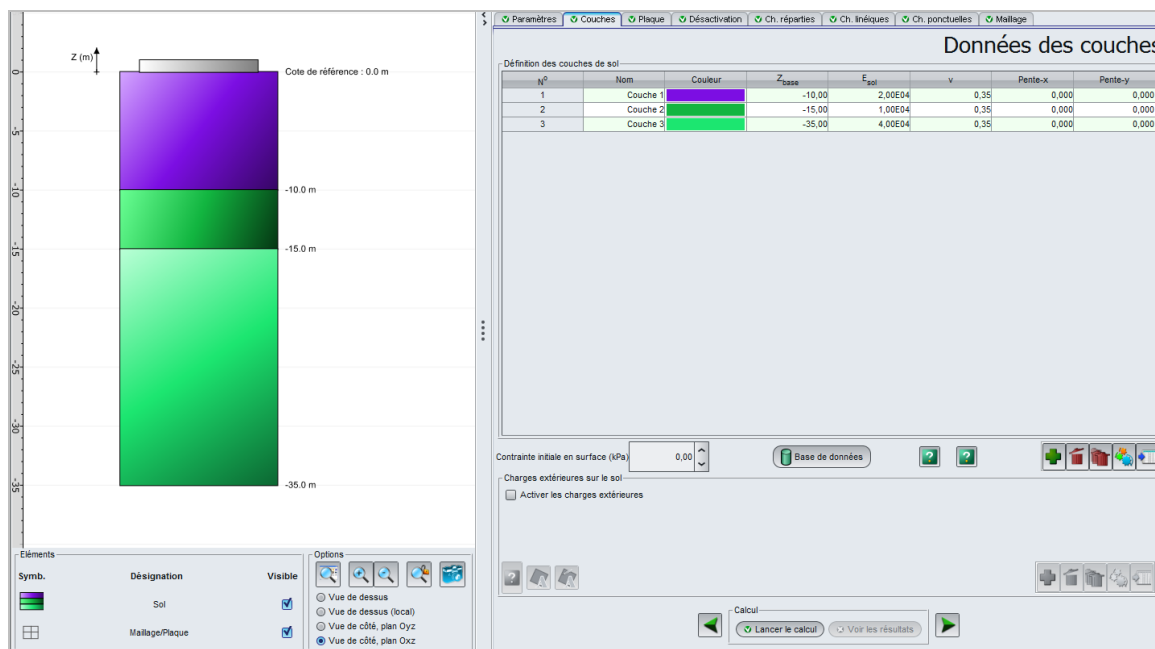 Paramètres Couches Plaque Désactivation Ch. réparties Ch. linéiques Ch. ponctuelles Maillage
Données des couches
Z (m)
Cote de référence : 0.0 m
0
-5
-10
-15
-20
-25
-30
-35
-10.0 m
-15.0 m
-35.0 m
Définition des couches de sol
N° Nom Couleur Zbase Esol ν Pente-x Pente-y
1 Couche 1 -10,00 2,00E04 0,35 0,000 0,000
2 Couche 2 -15,00 1,00E04 0,35 0,000 0,000
3 Couche 3 -35,00 4,00E04 0,35 0,000 0,000
Contrainte initiale en surface (kPa) 0,00 Base de données ? ?
Charges extérieures sur le sol
Activer les charges extérieures
?
Eléments
Symb. Désignation Visible
Sol
Maillage/Plaque
Options
Vue de dessus
Vue de dessus (local)
Vue de côté, plan Oyz
Vue de côté, plan Oxz
Calcul
Lancer le calcul Voir les résultats